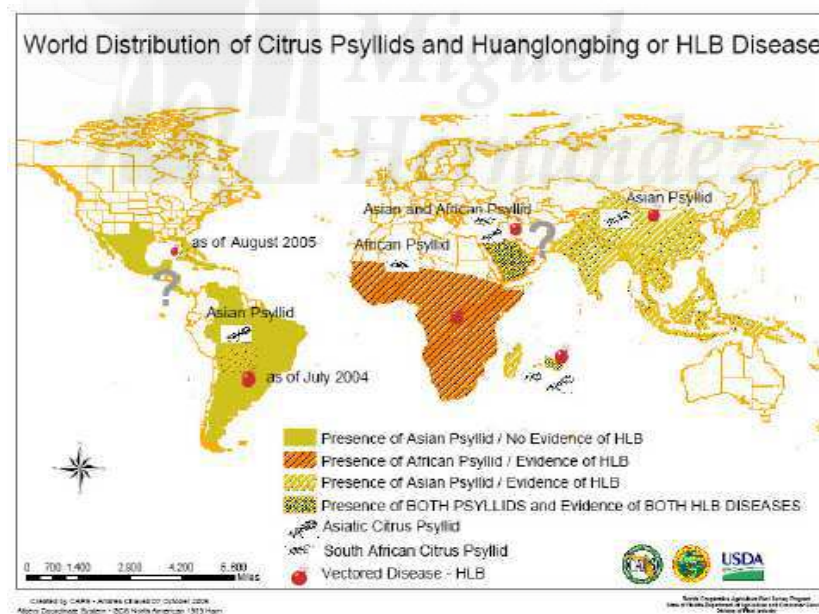 World Distribution of Citrus Psyllids and Huanglongbing or HLB Disease
Miguel
Hernández
Asian Psyllid
Asian and African Psyllid
as of August 2005
African Psyllid
?
?
Asian Psyllid
as of July 2004
Presence of Asian Psyllid / No Evidence of HLB
Presence of African Psyllid / Evidence of HLB
Presence of Asian Psyllid / Evidence of HLB
Presence of BOTH PSYLLIDS and Evidence of BOTH HLB DISEASES
Asiatic Citrus Psyllid
South African Citrus Psyllid
Vectored Disease - HLB
0 700 1,400 2,800 4,200 5,600
Miles
USDA